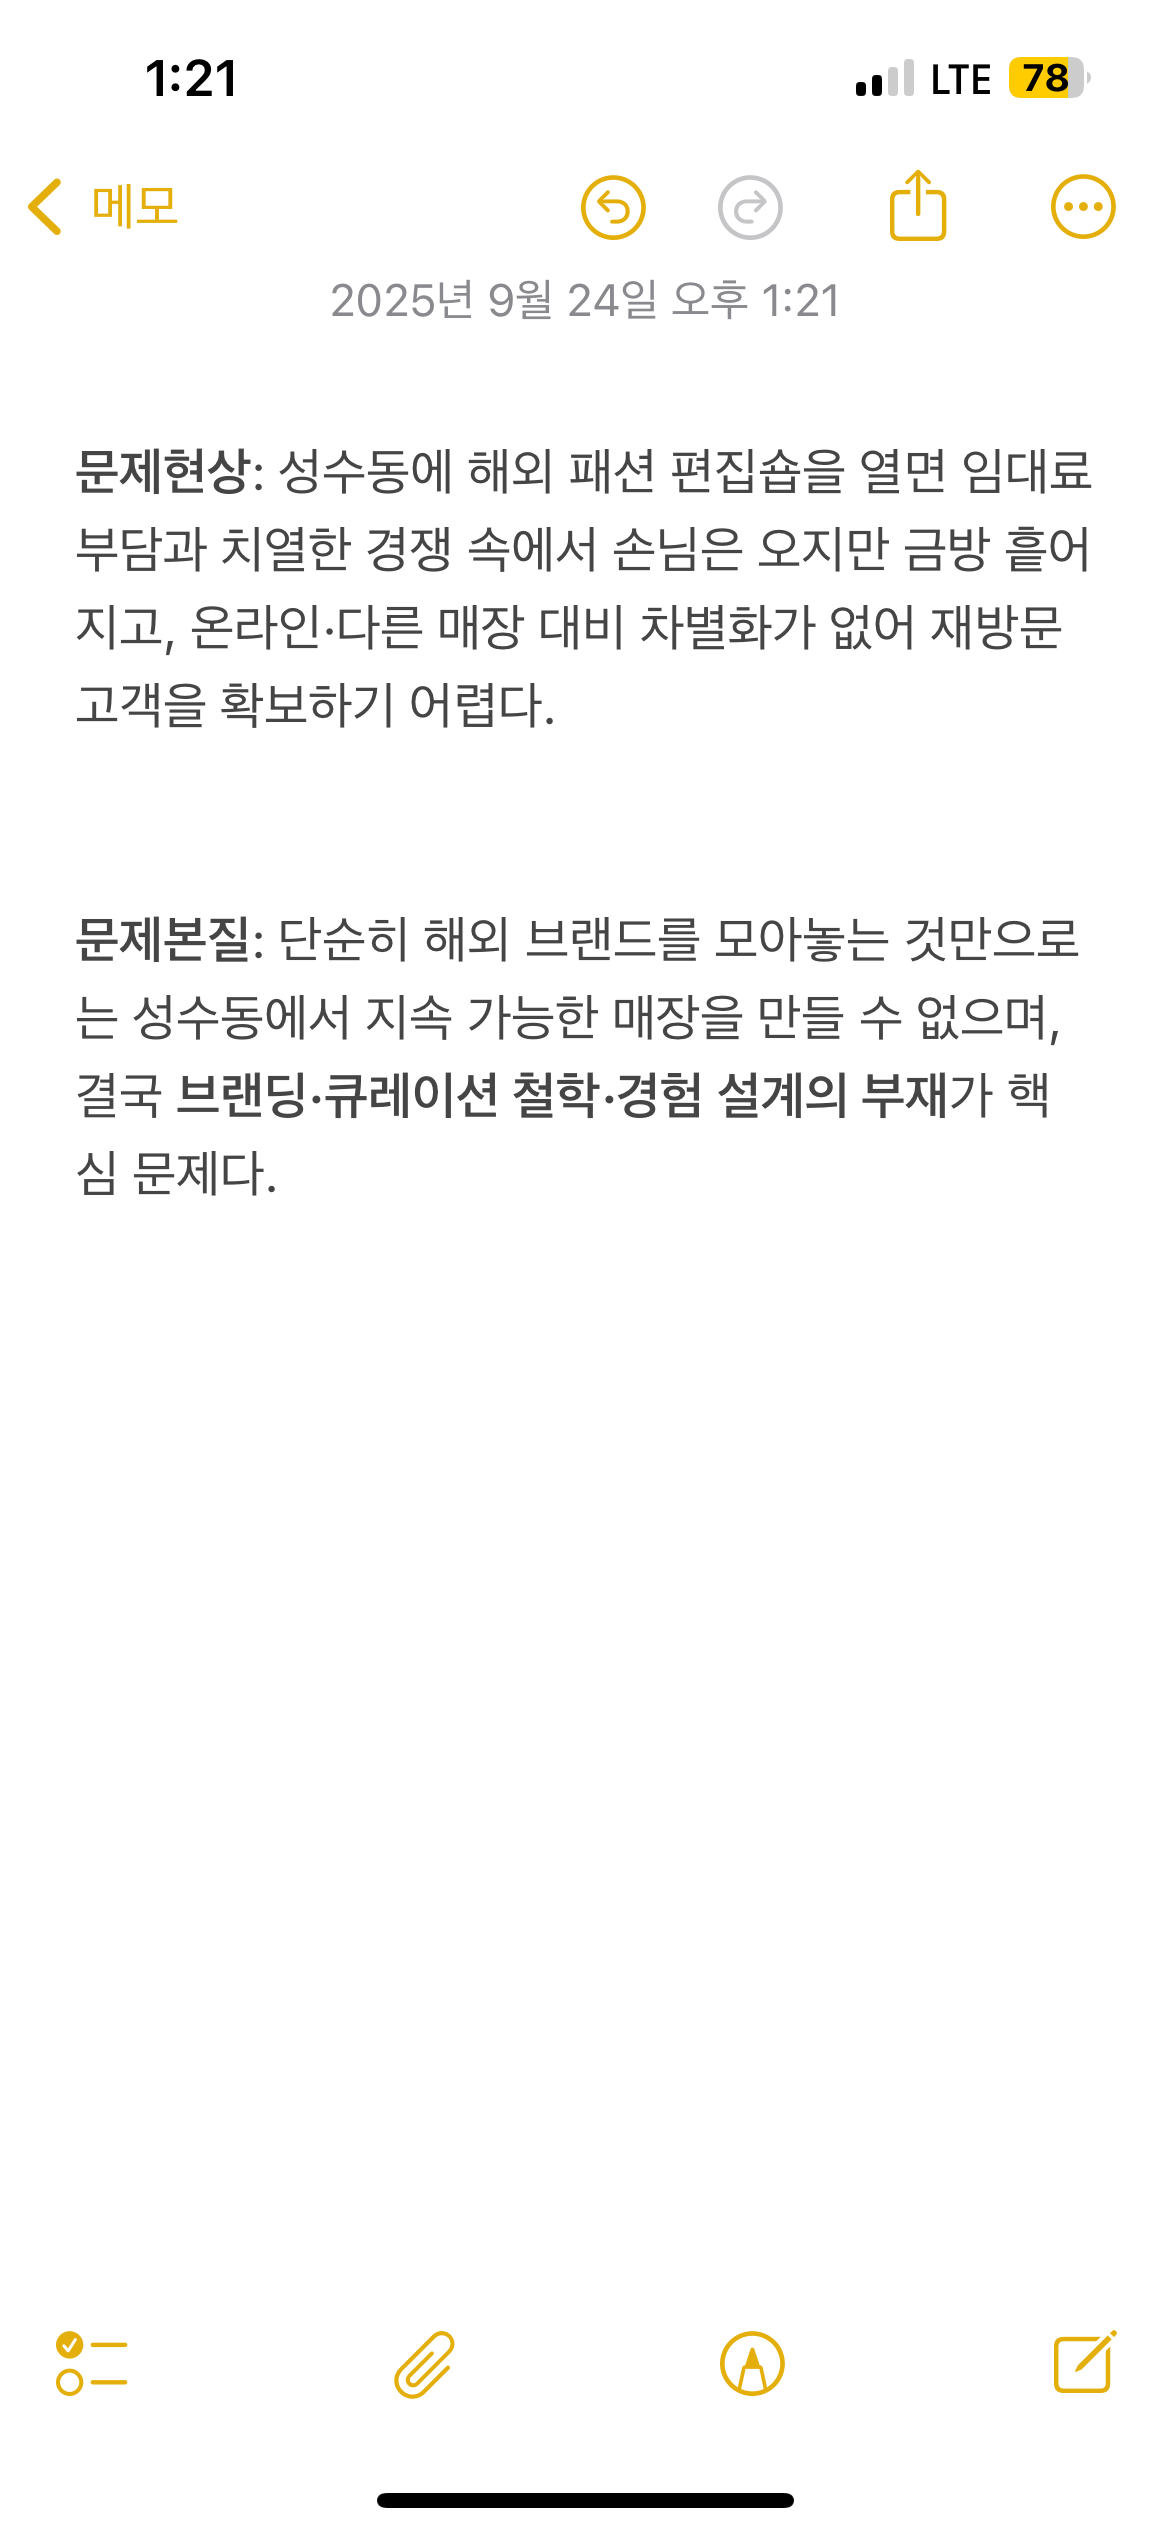 1:21
LTE 78
메모
2025년 9월 24일 오후 1:21
문제현상: 성수동에 해외 패션 편집숍을 열면 임대료
부담과 치열한 경쟁 속에서 손님은 오지만 금방 흩어
지고, 온라인·다른 매장 대비 차별화가 없어 재방문
고객을 확보하기 어렵다.
문제본질: 단순히 해외 브랜드를 모아놓는 것만으로
는 성수동에서 지속 가능한 매장을 만들 수 없으며,
결국 브랜딩·큐레이션 철학·경험 설계의 부재가 핵
심 문제다.